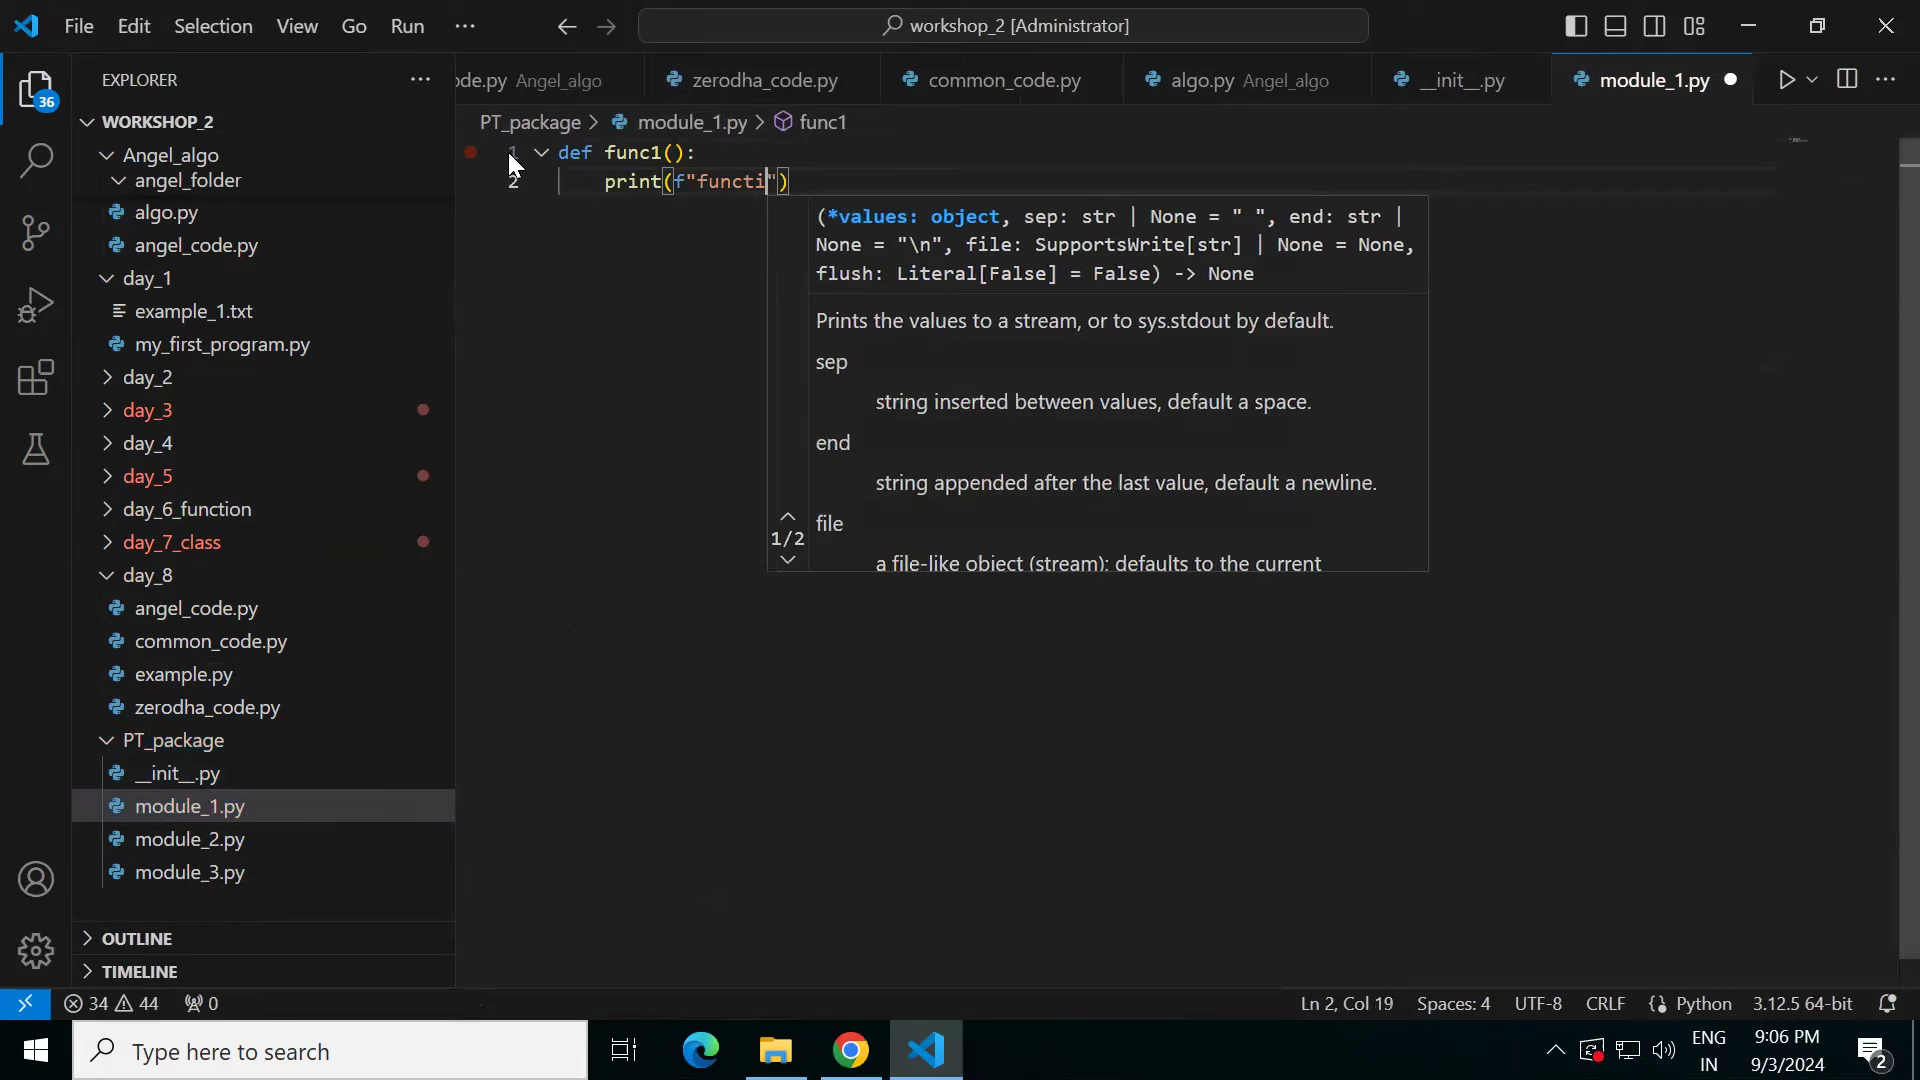 File Edit Selection View Go Run ···
workshop_2 [Administrator]
EXPLORER
ode.py Angel_algo
zerodha_code.py
common_code.py
algo.py Angel_algo
__init__.py
module_1.py
36
WORKSHOP_2
PT_package > module_1.py > func1
Angel_algo
angel_folder
algo.py
angel_code.py
day_1
example_1.txt
my_first_program.py
day_2
day_3
day_4
day_5
day_6_function
day_7_class
day_8
angel_code.py
common_code.py
example.py
zerodha_code.py
PT_package
__init__.py
module_1.py
module_2.py
module_3.py
OUTLINE
TIMELINE
1 def func1():
2 print(f"functi")
(*values: object, sep: str | None = " ", end: str |
None = "\n", file: SupportsWrite[str] | None = None,
flush: Literal[False] = False) -> None
Prints the values to a stream, or to sys.stdout by default.
sep
string inserted between values, default a space.
end
string appended after the last value, default a newline.
1/2
file
a file-like object (stream); defaults to the current
34 44 0
Ln 2, Col 19 Spaces: 4 UTF-8 CRLF Python 3.12.5 64-bit
Type here to search
ENG
IN
9:06 PM
9/3/2024
2